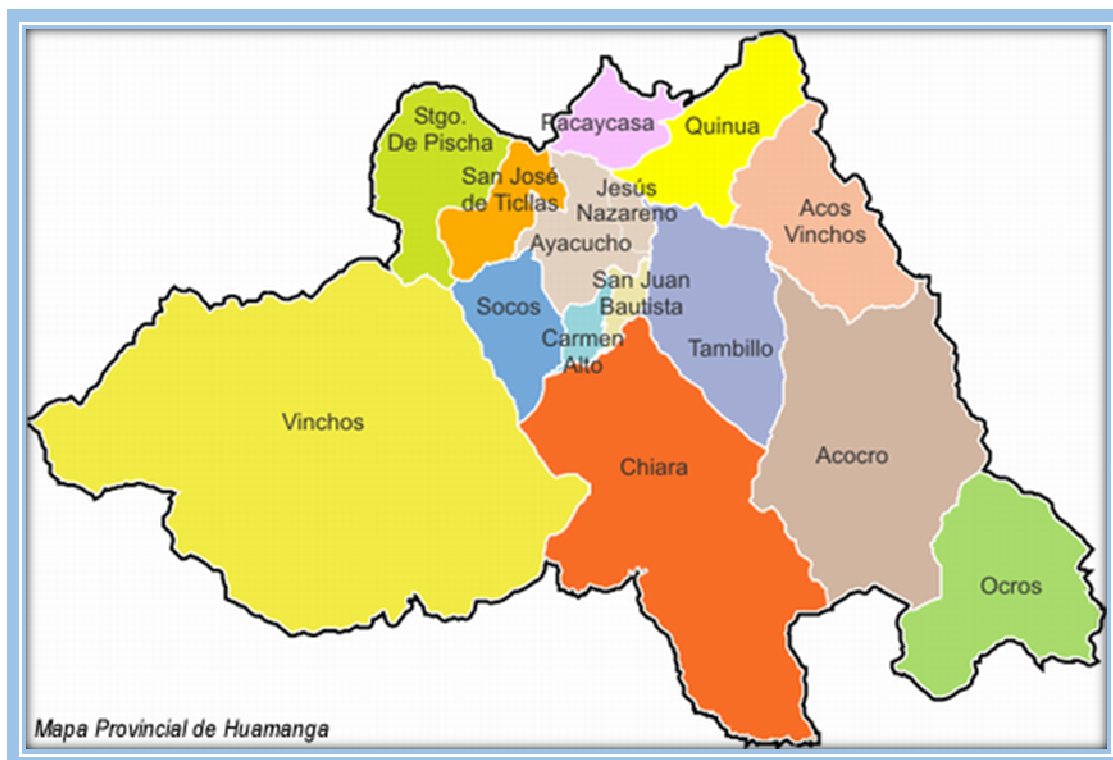 Stgo.
De Pischa
Pacaycasa
Quinua
San José
de Ticllas
Jesús
Nazareno
Acos
Vinchos
Ayacucho
San Juan
Bautista
Socos
Carmen
Alto
Tambillo
Vinchos
Chiara
Acocro
Ocros
Mapa Provincial de Huamanga